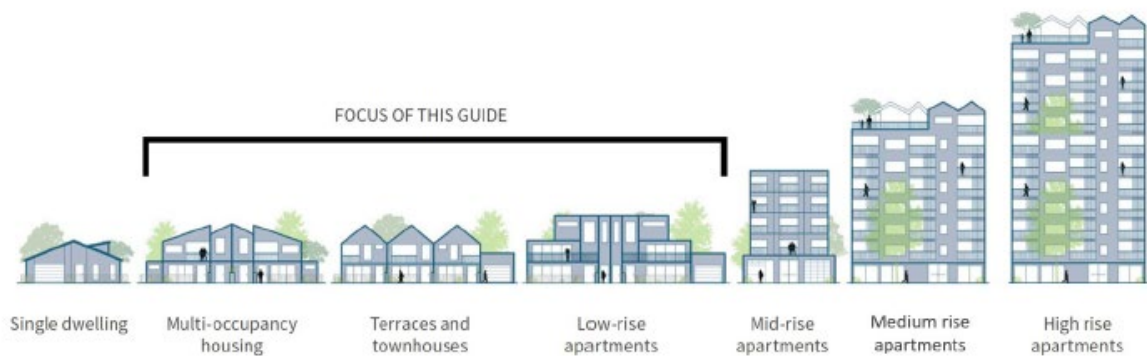 FOCUS OF THIS GUIDE
Single dwelling
Multi-occupancy
housing
Terraces and
townhouses
Low-rise
apartments
Mid-rise
apartments
Medium rise
apartments
High rise
apartments